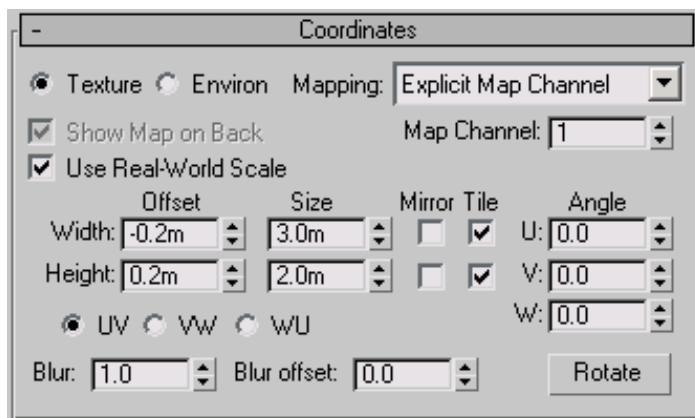 - Coordinates
Texture Environ Mapping: Explicit Map Channel
Show Map on Back Map Channel: 1
Use Real-World Scale
Offset Size Mirror Tile Angle
Width: -0.2m 3.0m U: 0.0
Height: 0.2m 2.0m V: 0.0
UV VW WU W: 0.0
Blur: 1.0 Blur offset: 0.0 Rotate